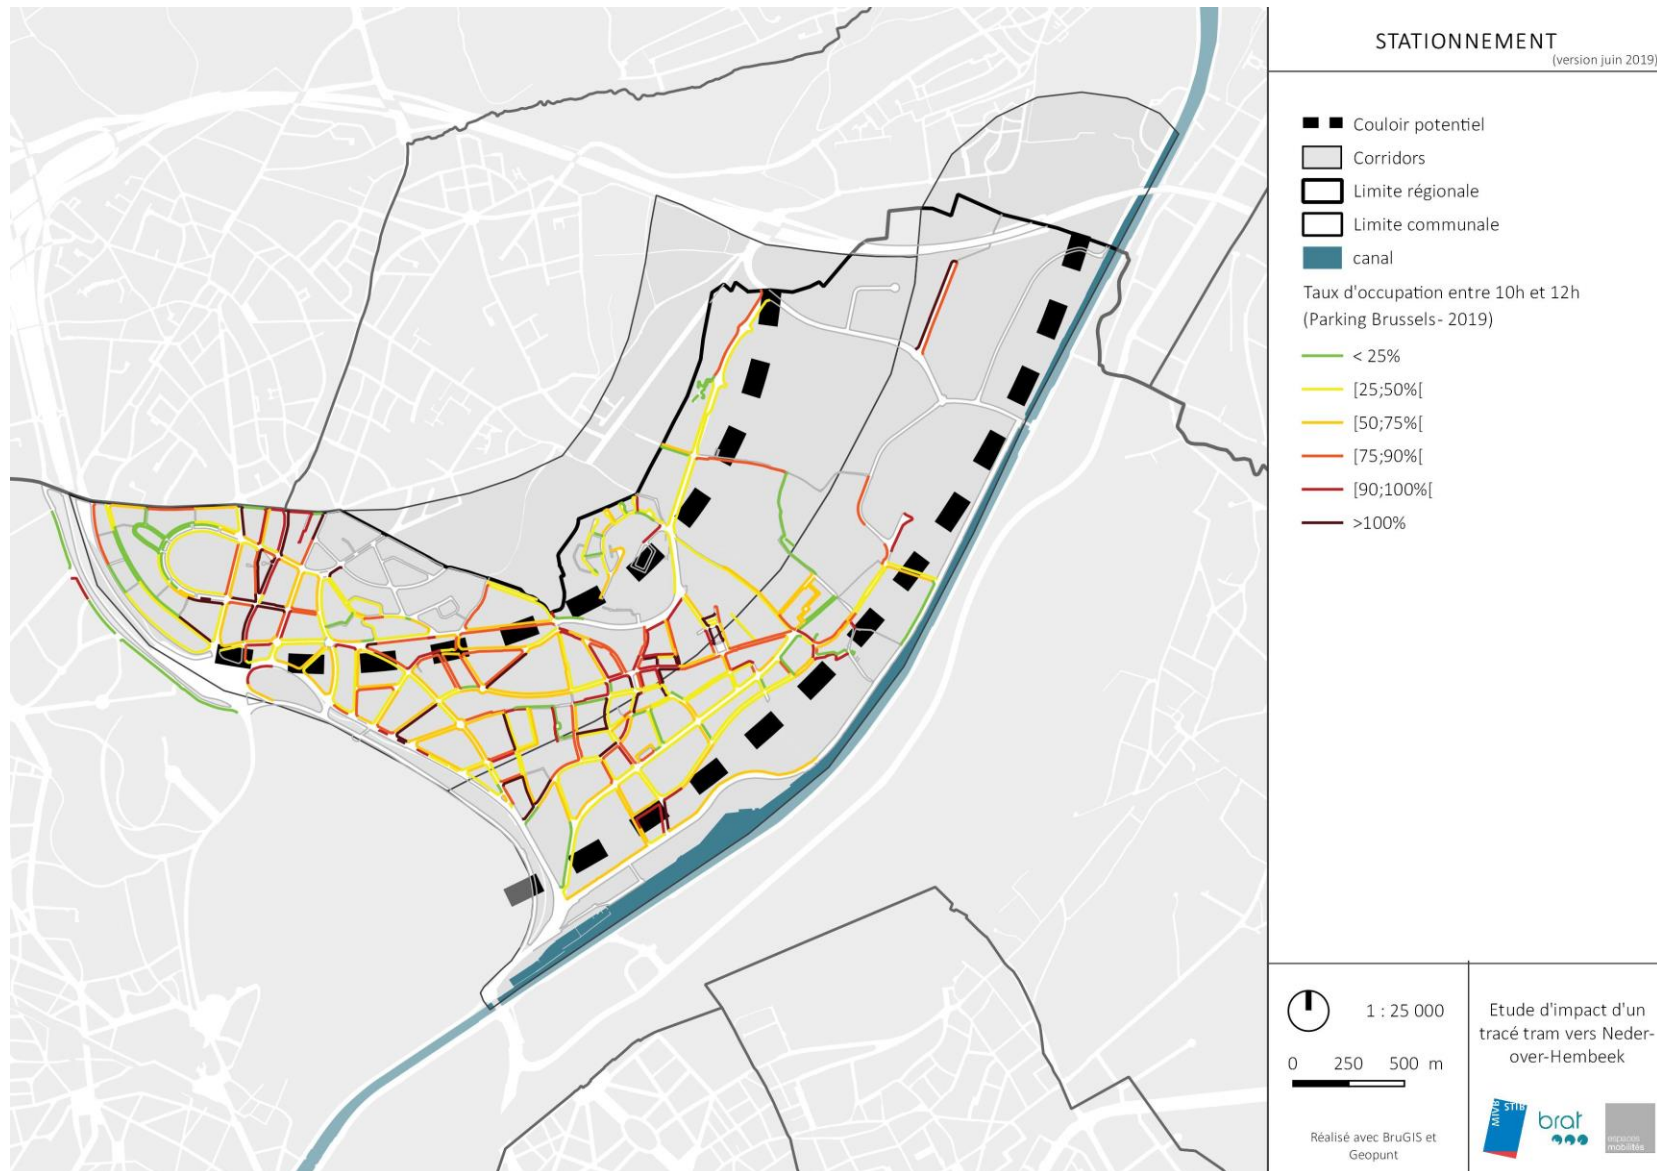 STATIONNEMENT
(version juin 2019)
Couloir potentiel
Corridors
Limite régionale
Limite communale
canal
Taux d'occupation entre 10h et 12h
(Parking Brussels- 2019)
< 25%
[25;50%[
[50;75%[
[75;90%[
[90;100%[
>100%
1 : 25 000
0 250 500 m
Réalisé avec BruGIS et
Geopunt
Etude d'impact d'un
tracé tram vers Neder-
over-Hembeek
MIVB STIB
brat
espaces
mobilités